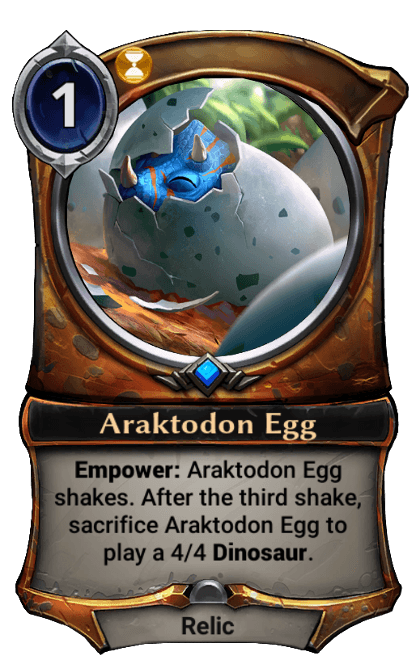 1
Araktodon Egg
Empower: Araktodon Egg
shakes. After the third shake,
sacrifice Araktodon Egg to
play a 4/4 Dinosaur.
Relic